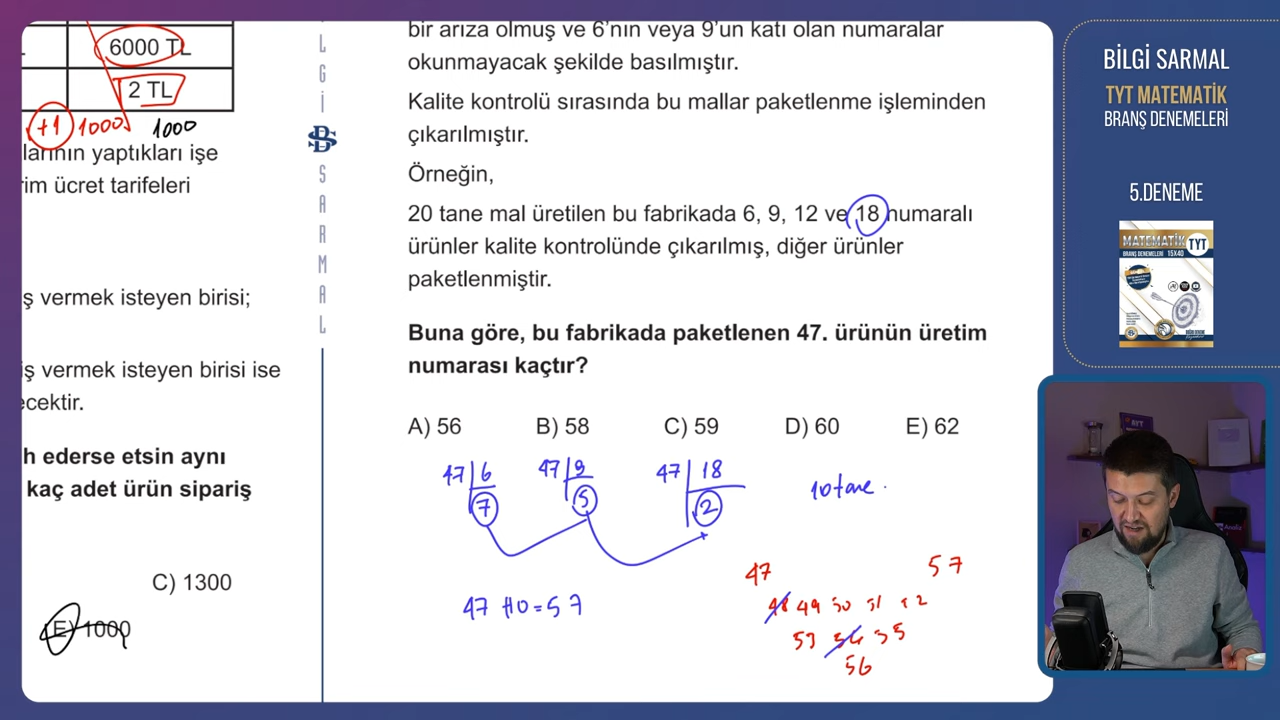 6000 TL
2 TL
+1 1000 1000
larının yaptıkları işe
rim ücret tarifeleri
ş vermek isteyen birisi;
iş vermek isteyen birisi ise
ecektir.
h ederse etsin aynı
kaç adet ürün sipariş
C) 1300
E) 1000
L
G
İ
S
A
R
M
A
L
bir arıza olmuş ve 6’nın veya 9’un katı olan numaralar
okunmayacak şekilde basılmıştır.
Kalite kontrolü sırasında bu mallar paketlenme işleminden
çıkarılmıştır.
Örneğin,
20 tane mal üretilen bu fabrikada 6, 9, 12 ve 18 numaralı
ürünler kalite kontrolünde çıkarılmış, diğer ürünler
paketlenmiştir.
Buna göre, bu fabrikada paketlenen 47. ürünün üretim
numarası kaçtır?
A) 56 B) 58 C) 59 D) 60 E) 62
47 6 47 9 47 18
7 5 2
10 tane
47 57
47 + 10 = 57
48 49 50 51 52
53 54 55
56
BİLGİ SARMAL
TYT MATEMATİK
BRANŞ DENEMELERİ
5.DENEME
MATEMATİK TYT
BRANŞ DENEMELERİ 15X40